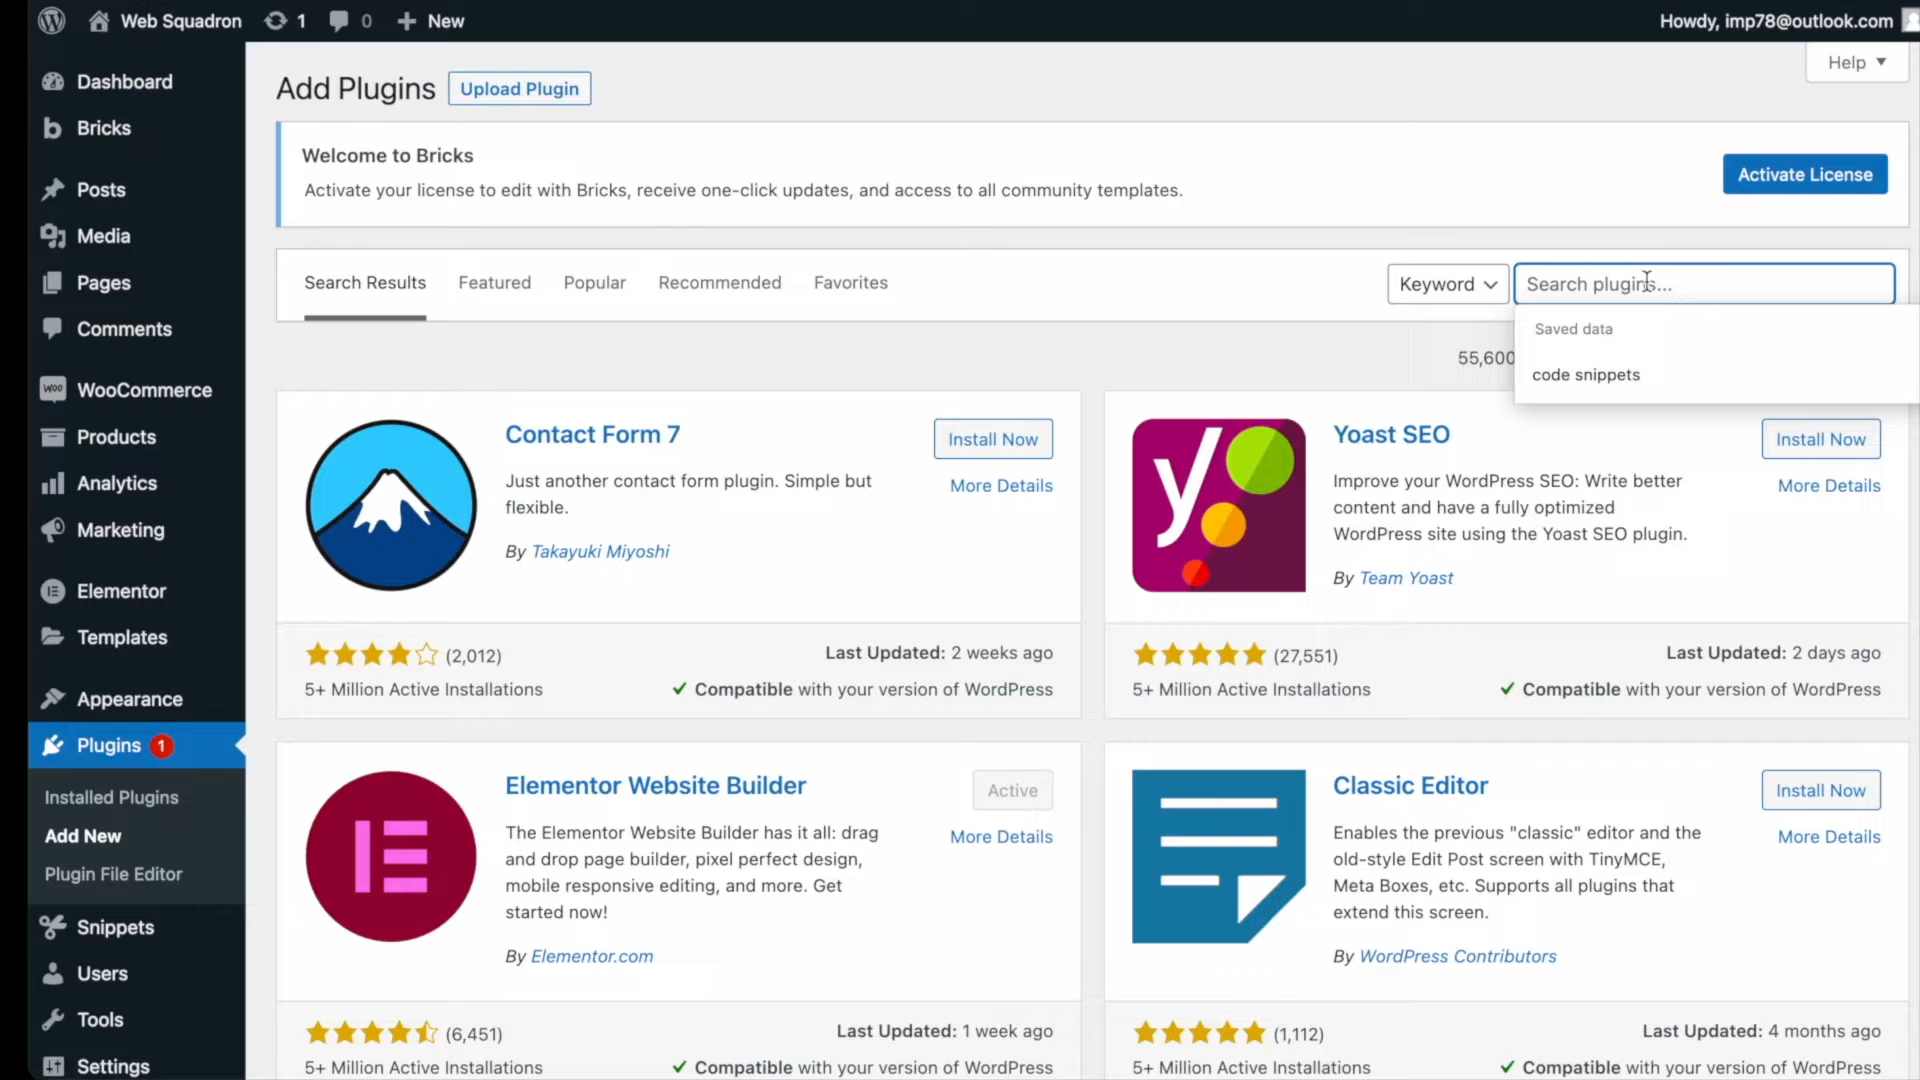 Web Squadron 1 0 New Howdy, imp78@outlook.com
Help
Dashboard
Bricks
Posts
Media
Pages
Comments
WOO WooCommerce
Products
Analytics
Marketing
Elementor
Templates
Appearance
Plugins 1
Installed Plugins
Add New
Plugin File Editor
Snippets
Users
Tools
Settings
Add Plugins Upload Plugin
Welcome to Bricks
Activate your license to edit with Bricks, receive one-click updates, and access to all community templates.
Activate License
Search Results Featured Popular Recommended Favorites Keyword Search plugins...
Saved data
code snippets
55,600
Contact Form 7
Install Now
More Details
Just another contact form plugin. Simple but
flexible.
By Takayuki Miyoshi
(2,012)
Last Updated: 2 weeks ago
5+ Million Active Installations
✓ Compatible with your version of WordPress
Yoast SEO
Install Now
More Details
Improve your WordPress SEO: Write better
content and have a fully optimized
WordPress site using the Yoast SEO plugin.
By Team Yoast
(27,551)
Last Updated: 2 days ago
5+ Million Active Installations
✓ Compatible with your version of WordPress
Elementor Website Builder
Active
More Details
The Elementor Website Builder has it all: drag
and drop page builder, pixel perfect design,
mobile responsive editing, and more. Get
started now!
By Elementor.com
(6,451)
Last Updated: 1 week ago
5+ Million Active Installations
✓ Compatible with your version of WordPress
Classic Editor
Install Now
More Details
Enables the previous "classic" editor and the
old-style Edit Post screen with TinyMCE,
Meta Boxes, etc. Supports all plugins that
extend this screen.
By WordPress Contributors
(1,112)
Last Updated: 4 months ago
5+ Million Active Installations
✓ Compatible with your version of WordPress